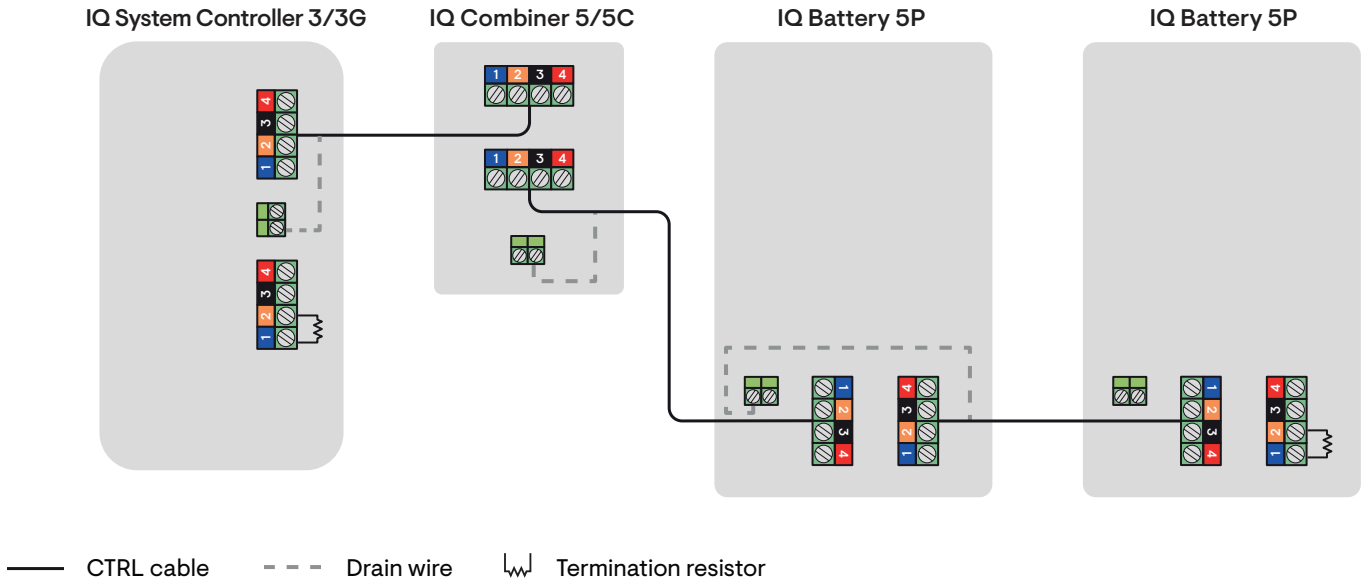 IQ System Controller 3/3G
IQ Combiner 5/5C
IQ Battery 5P
IQ Battery 5P
1 2 3 4
4
3
2
1
1 2 3 4
4
3
2
1
1
2
3
4
4
3
2
1
1
2
3
4
4
3
2
1
CTRL cable
Drain wire
Termination resistor